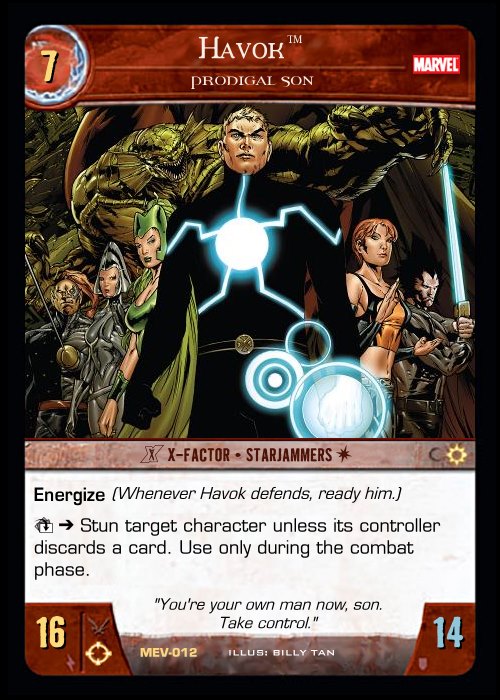 7
HAVOK™
PRODIGAL SON
MARVEL
X-FACTOR • STARJAMMERS
C
Energize (Whenever Havok defends, ready him.)
➔ Stun target character unless its controller
discards a card. Use only during the combat
phase.
"You're your own man now, son.
Take control."
16
MEV-012 ILLUS: BILLY TAN
14